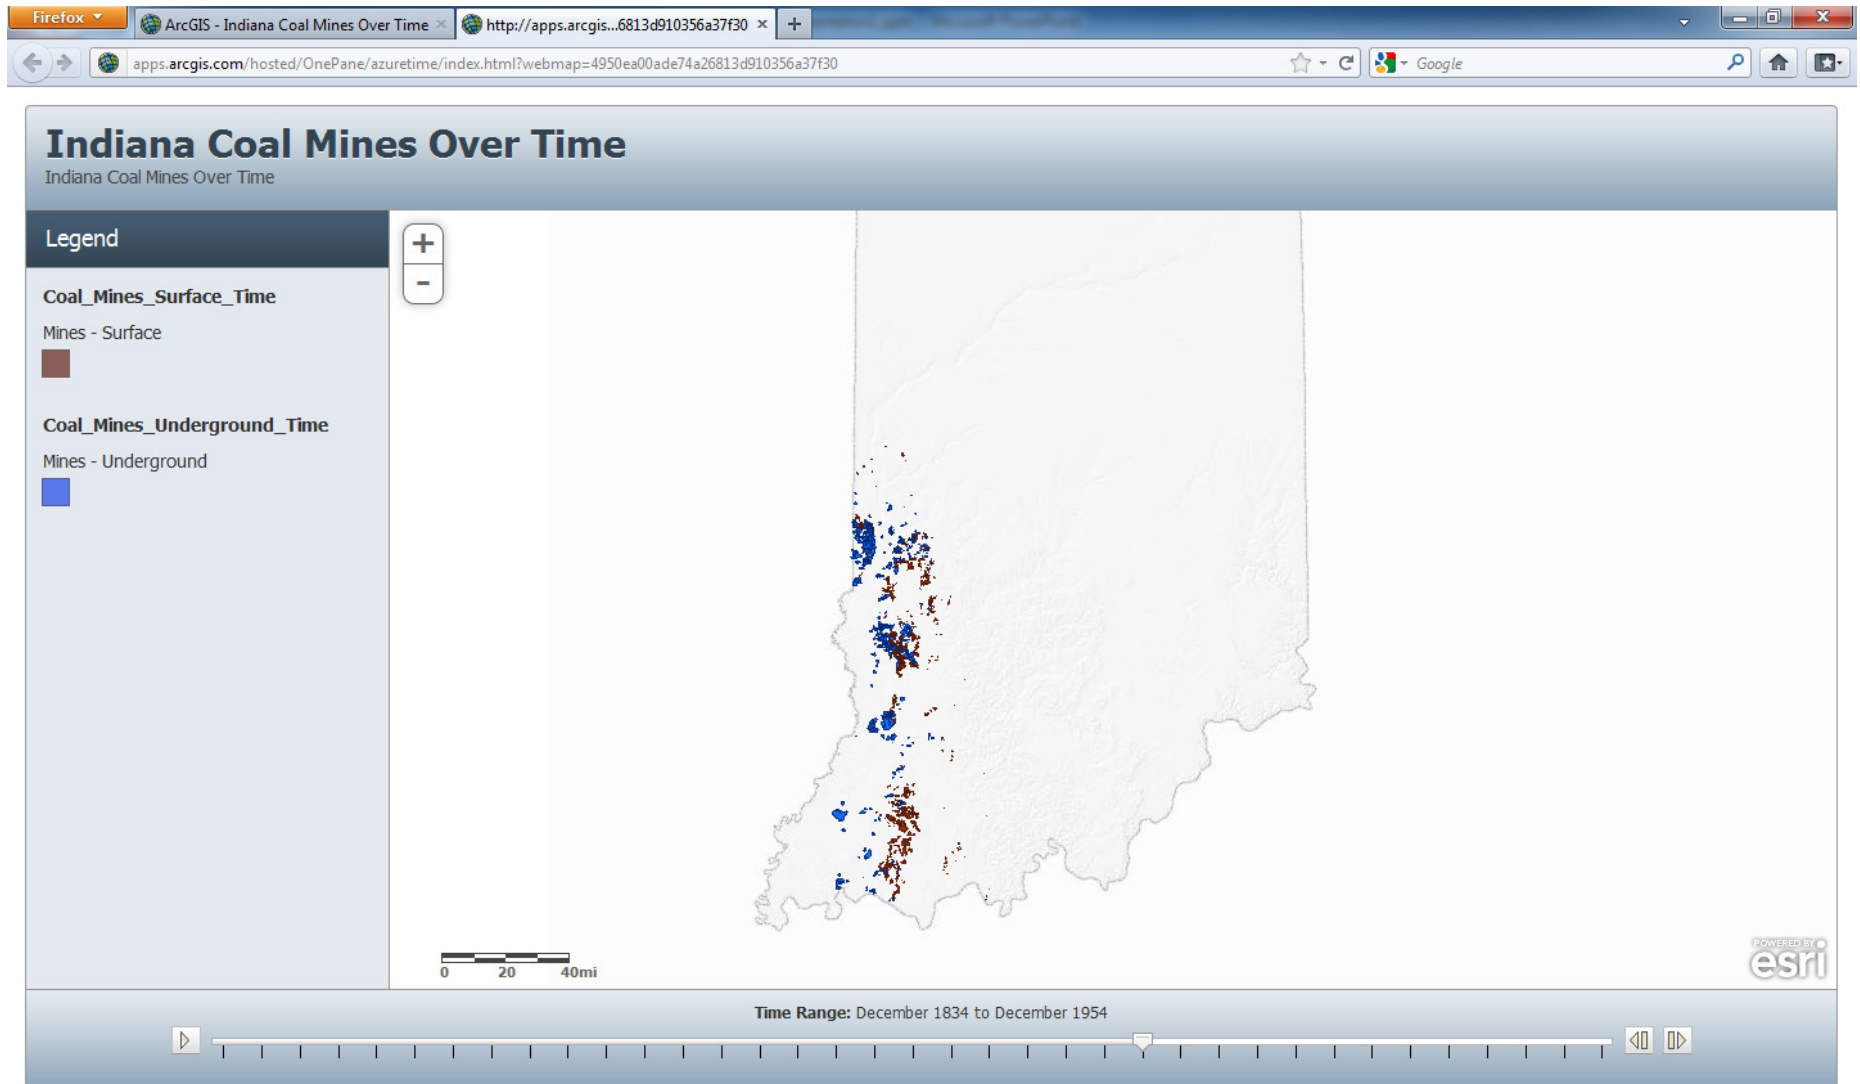 Firefox
ArcGIS - Indiana Coal Mines Over Time
http://apps.arcgis...6813d910356a37f30
apps.arcgis.com/hosted/OnePane/azuretime/index.html?webmap=4950ea00ade74a26813d910356a37f30
Google
Indiana Coal Mines Over Time
Indiana Coal Mines Over Time
Legend
Coal_Mines_Surface_Time
Mines - Surface
Coal_Mines_Underground_Time
Mines - Underground
0 20 40mi
POWERED BY
esri
Time Range: December 1834 to December 1954